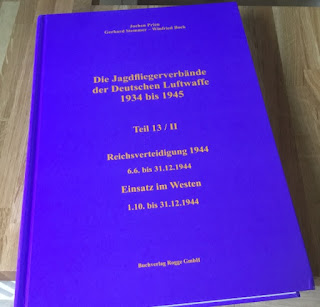 Jochen Prien
Gerhard Stemmer – Winfried Bock
Die Jagdfliegerverbände
der Deutschen Luftwaffe
1934 bis 1945
Teil 13 / II
Reichsverteidigung 1944
6.6. bis 31.12.1944
Einsatz im Westen
1.10. bis 31.12.1944
Buchverlag Rogge GmbH